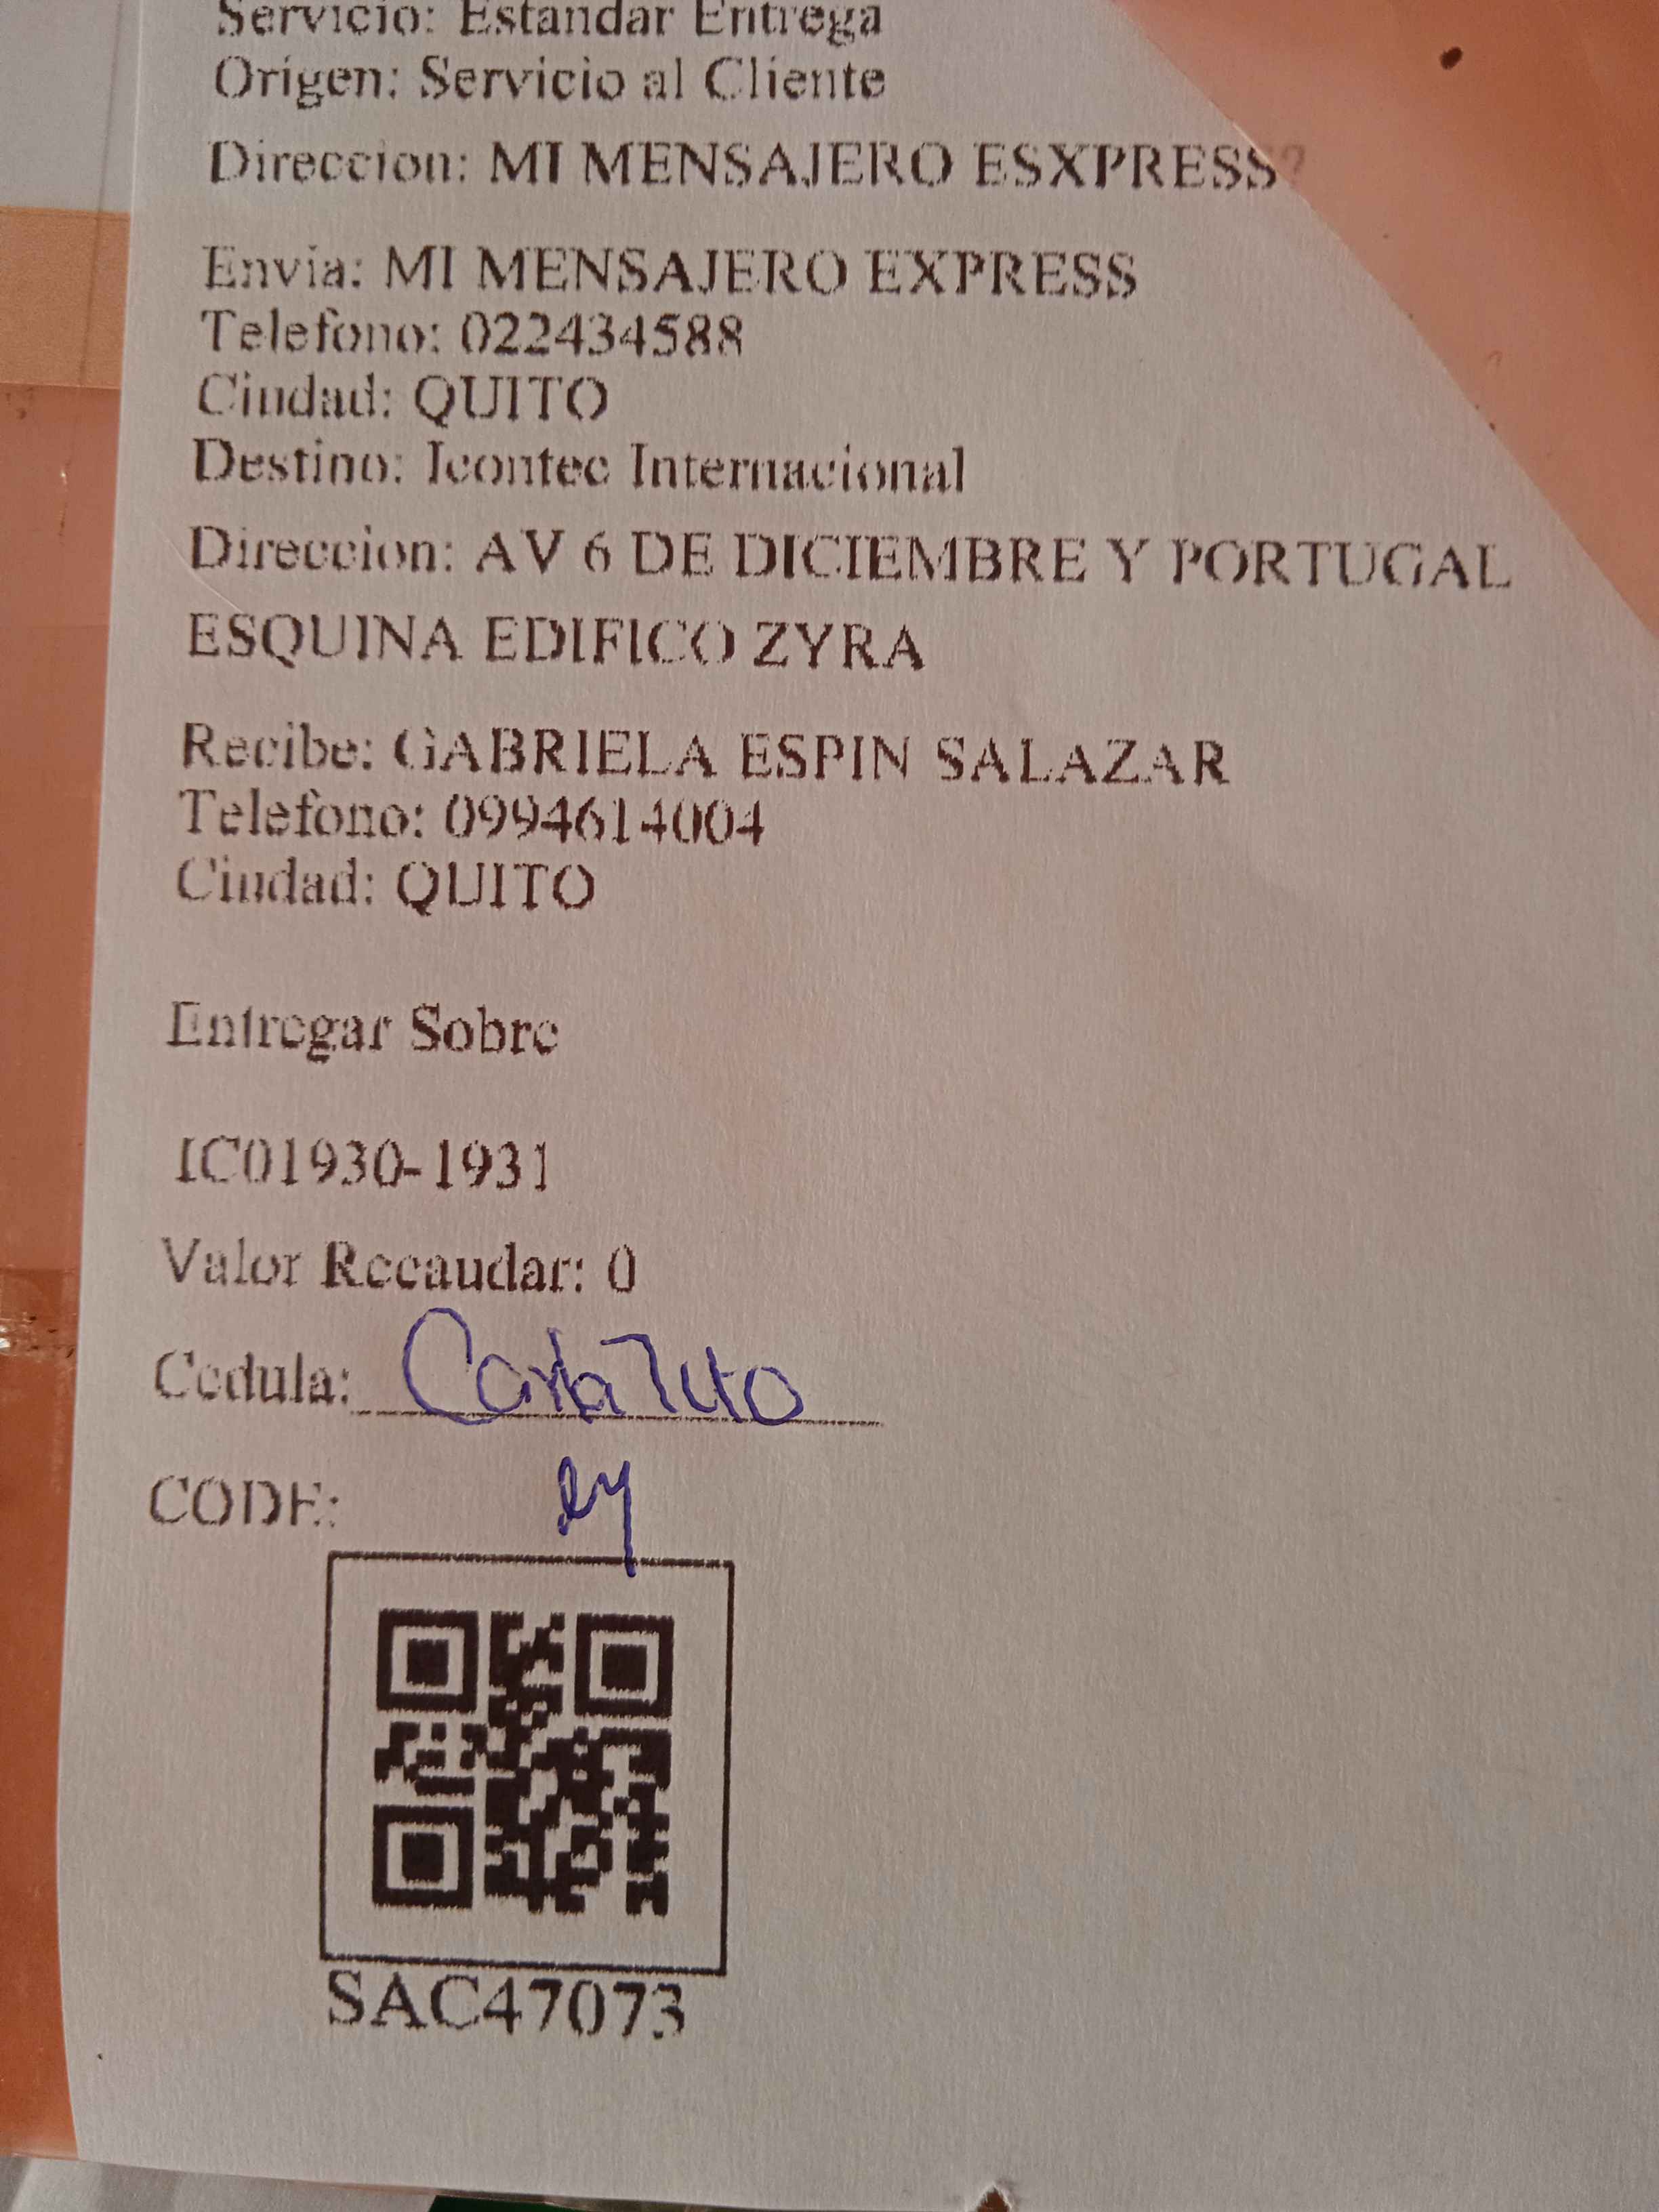 Servicio: Estandar Entrega
Origen: Servicio al Cliente
Direccion: MI MENSAJERO ESXPRESS?
Envia: MI MENSAJERO EXPRESS
Telefono: 022434588
Ciudad: QUITO
Destino: Icontec Internacional
Direccion: AV 6 DE DICIEMBRE Y PORTUGAL
ESQUINA EDIFICO ZYRA
Recibe: GABRIELA ESPIN SALAZAR
Telefono: 0994614004
Ciudad: QUITO
Entregar Sobre
IC01930-1931
Valor Recaudar: 0
Cedula: Carla
CODE:
SAC47073